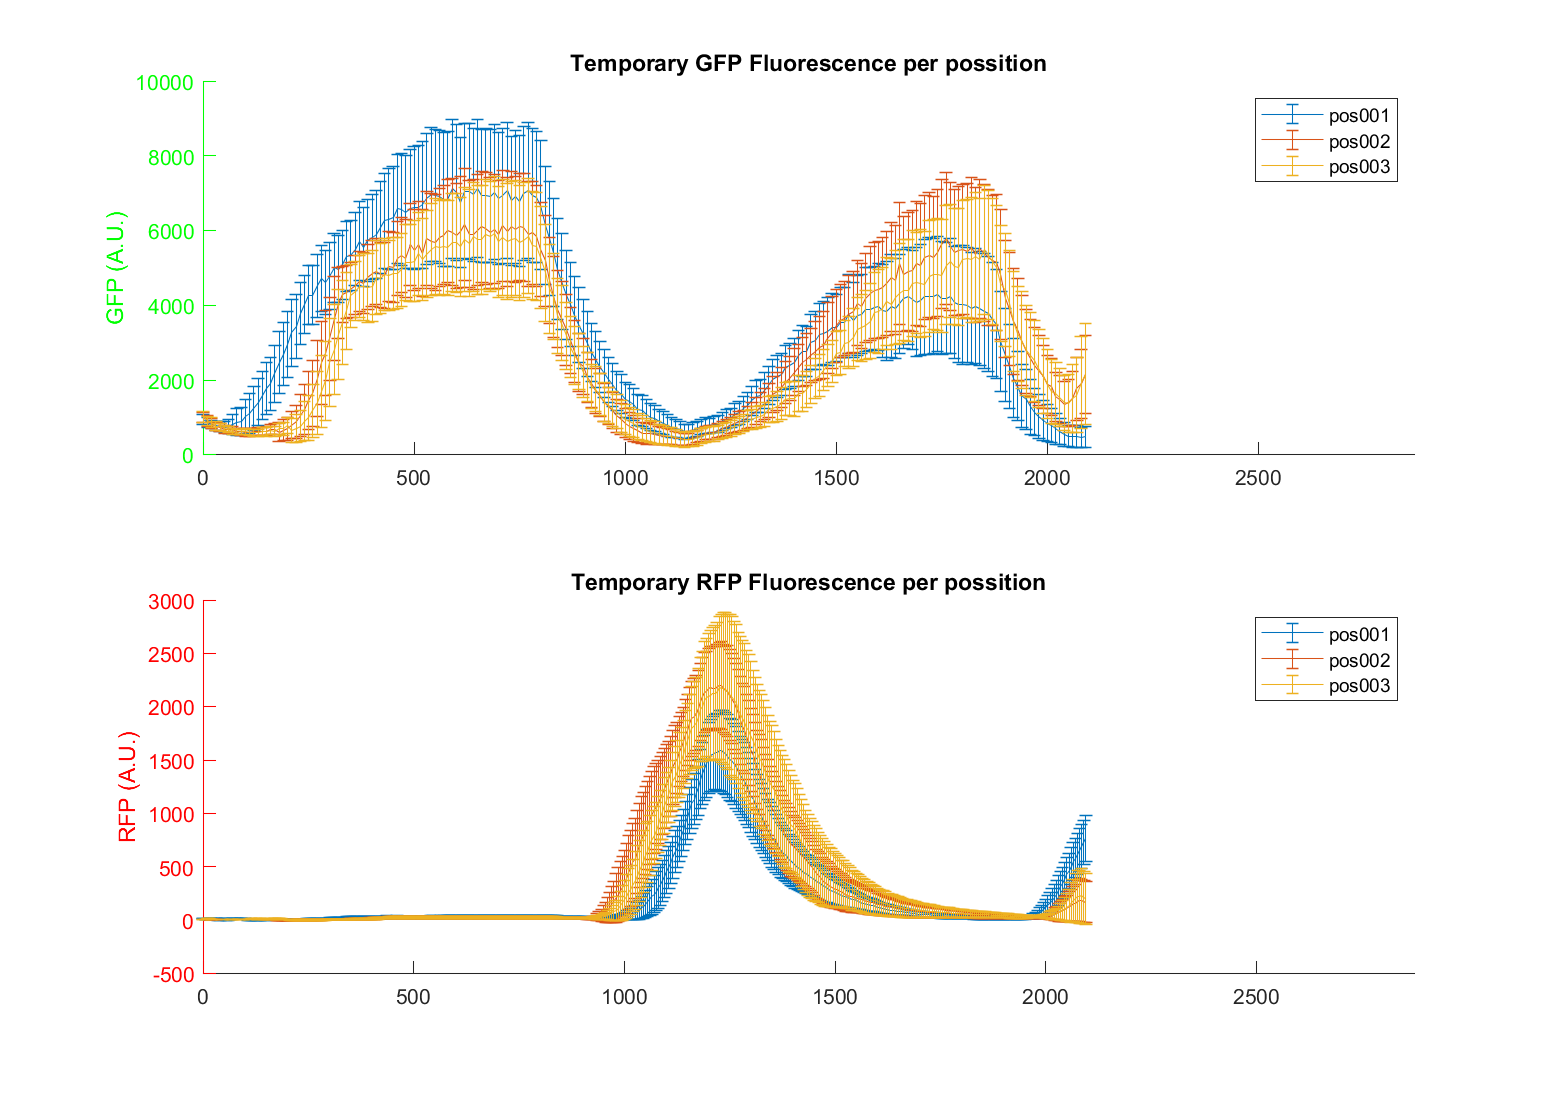 Temporary GFP Fluorescence per possition
10000
8000
6000
4000
2000
0
GFP (A.U.)
0 500 1000 1500 2000 2500
pos001
pos002
pos003
Temporary RFP Fluorescence per possition
3000
2500
2000
1500
1000
500
0
-500
RFP (A.U.)
0 500 1000 1500 2000 2500
pos001
pos002
pos003